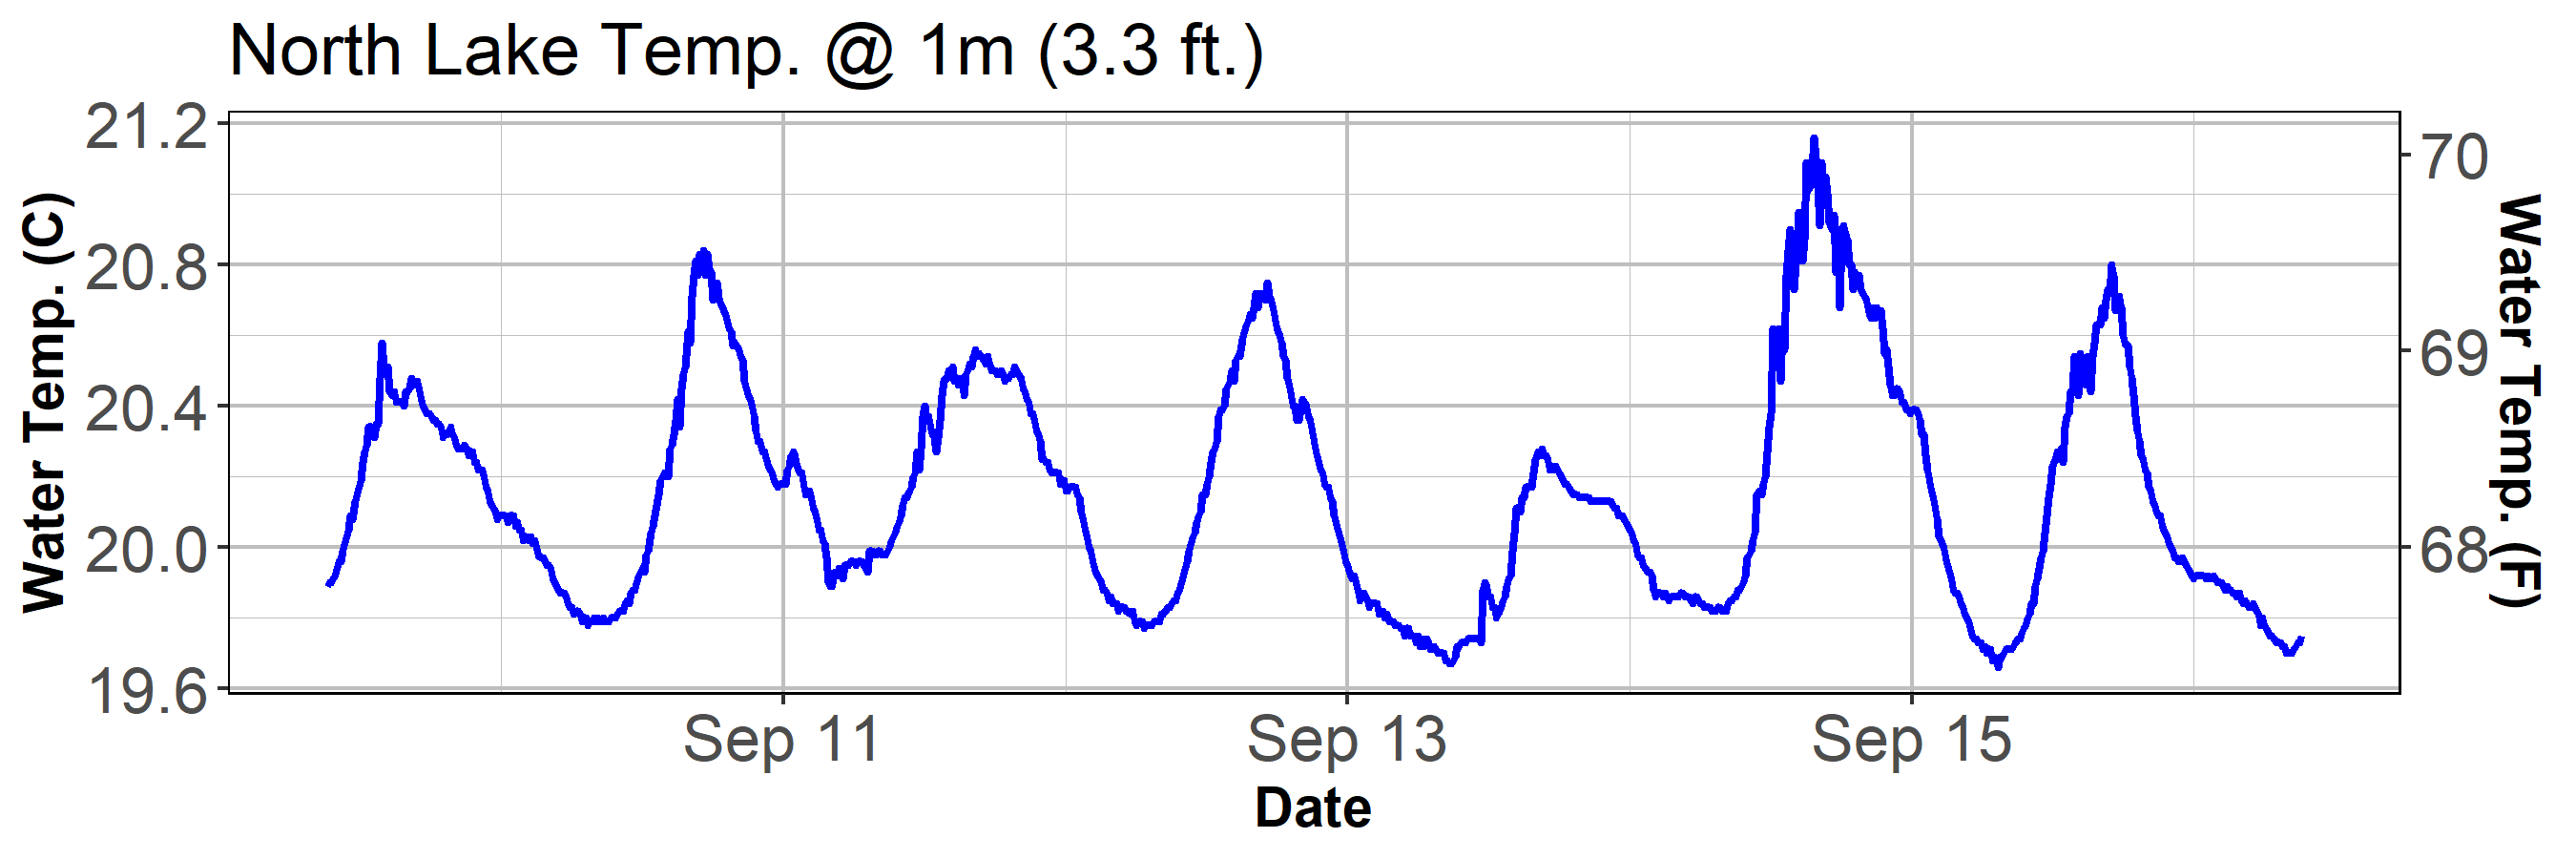 North Lake Temp. @ 1m (3.3 ft.)
21.2
20.8
20.4
20.0
19.6
Water Temp. (C)
70
69
68
Water Temp. (F)
Sep 11 Sep 13 Sep 15
Date